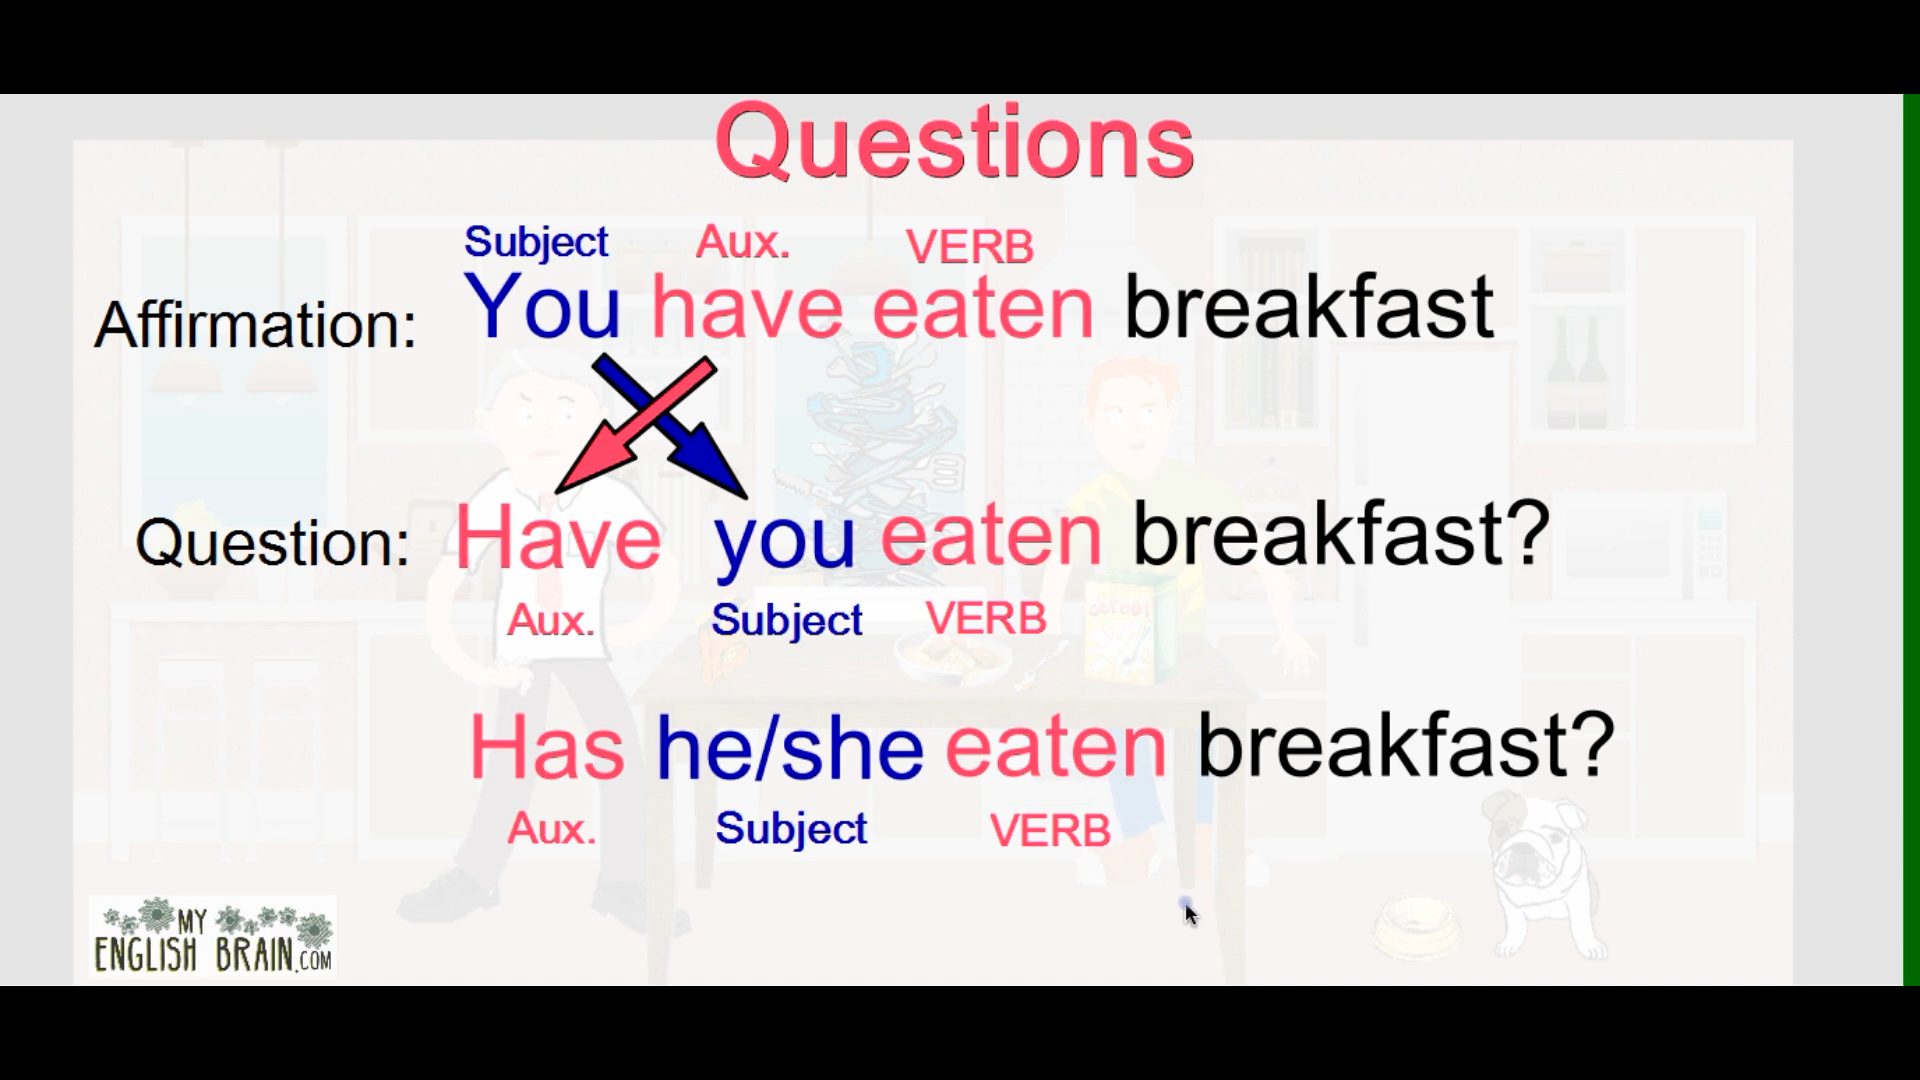 Questions
Subject Aux. VERB
Affirmation: You have eaten breakfast
Question: Have you eaten breakfast?
Aux. Subject VERB
cereal
Has he/she eaten breakfast?
Aux. Subject VERB
MY
ENGLISH BRAIN.COM